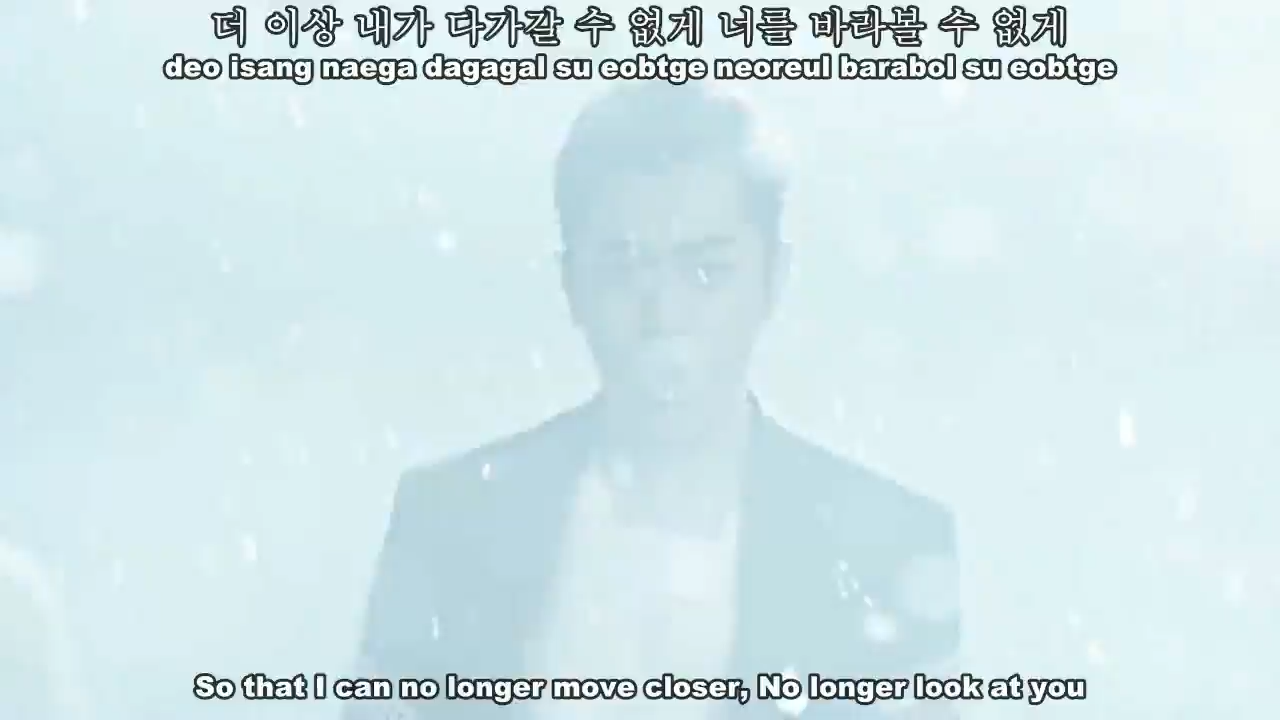 더 이상 내가 다가갈 수 없게 너를 바라볼 수 없게
deo isang naega dagagal su eobtge neoreul barabol su eobtge
So that I can no longer move closer, No longer look at you